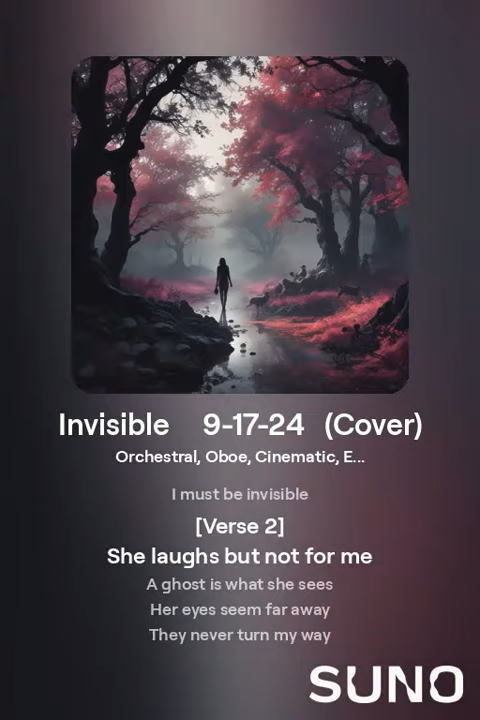 Invisible 9-17-24 (Cover)
Orchestral, Oboe, Cinematic, E...
I must be invisible
[Verse 2]
She laughs but not for me
A ghost is what she sees
Her eyes seem far away
They never turn my way
SUNO